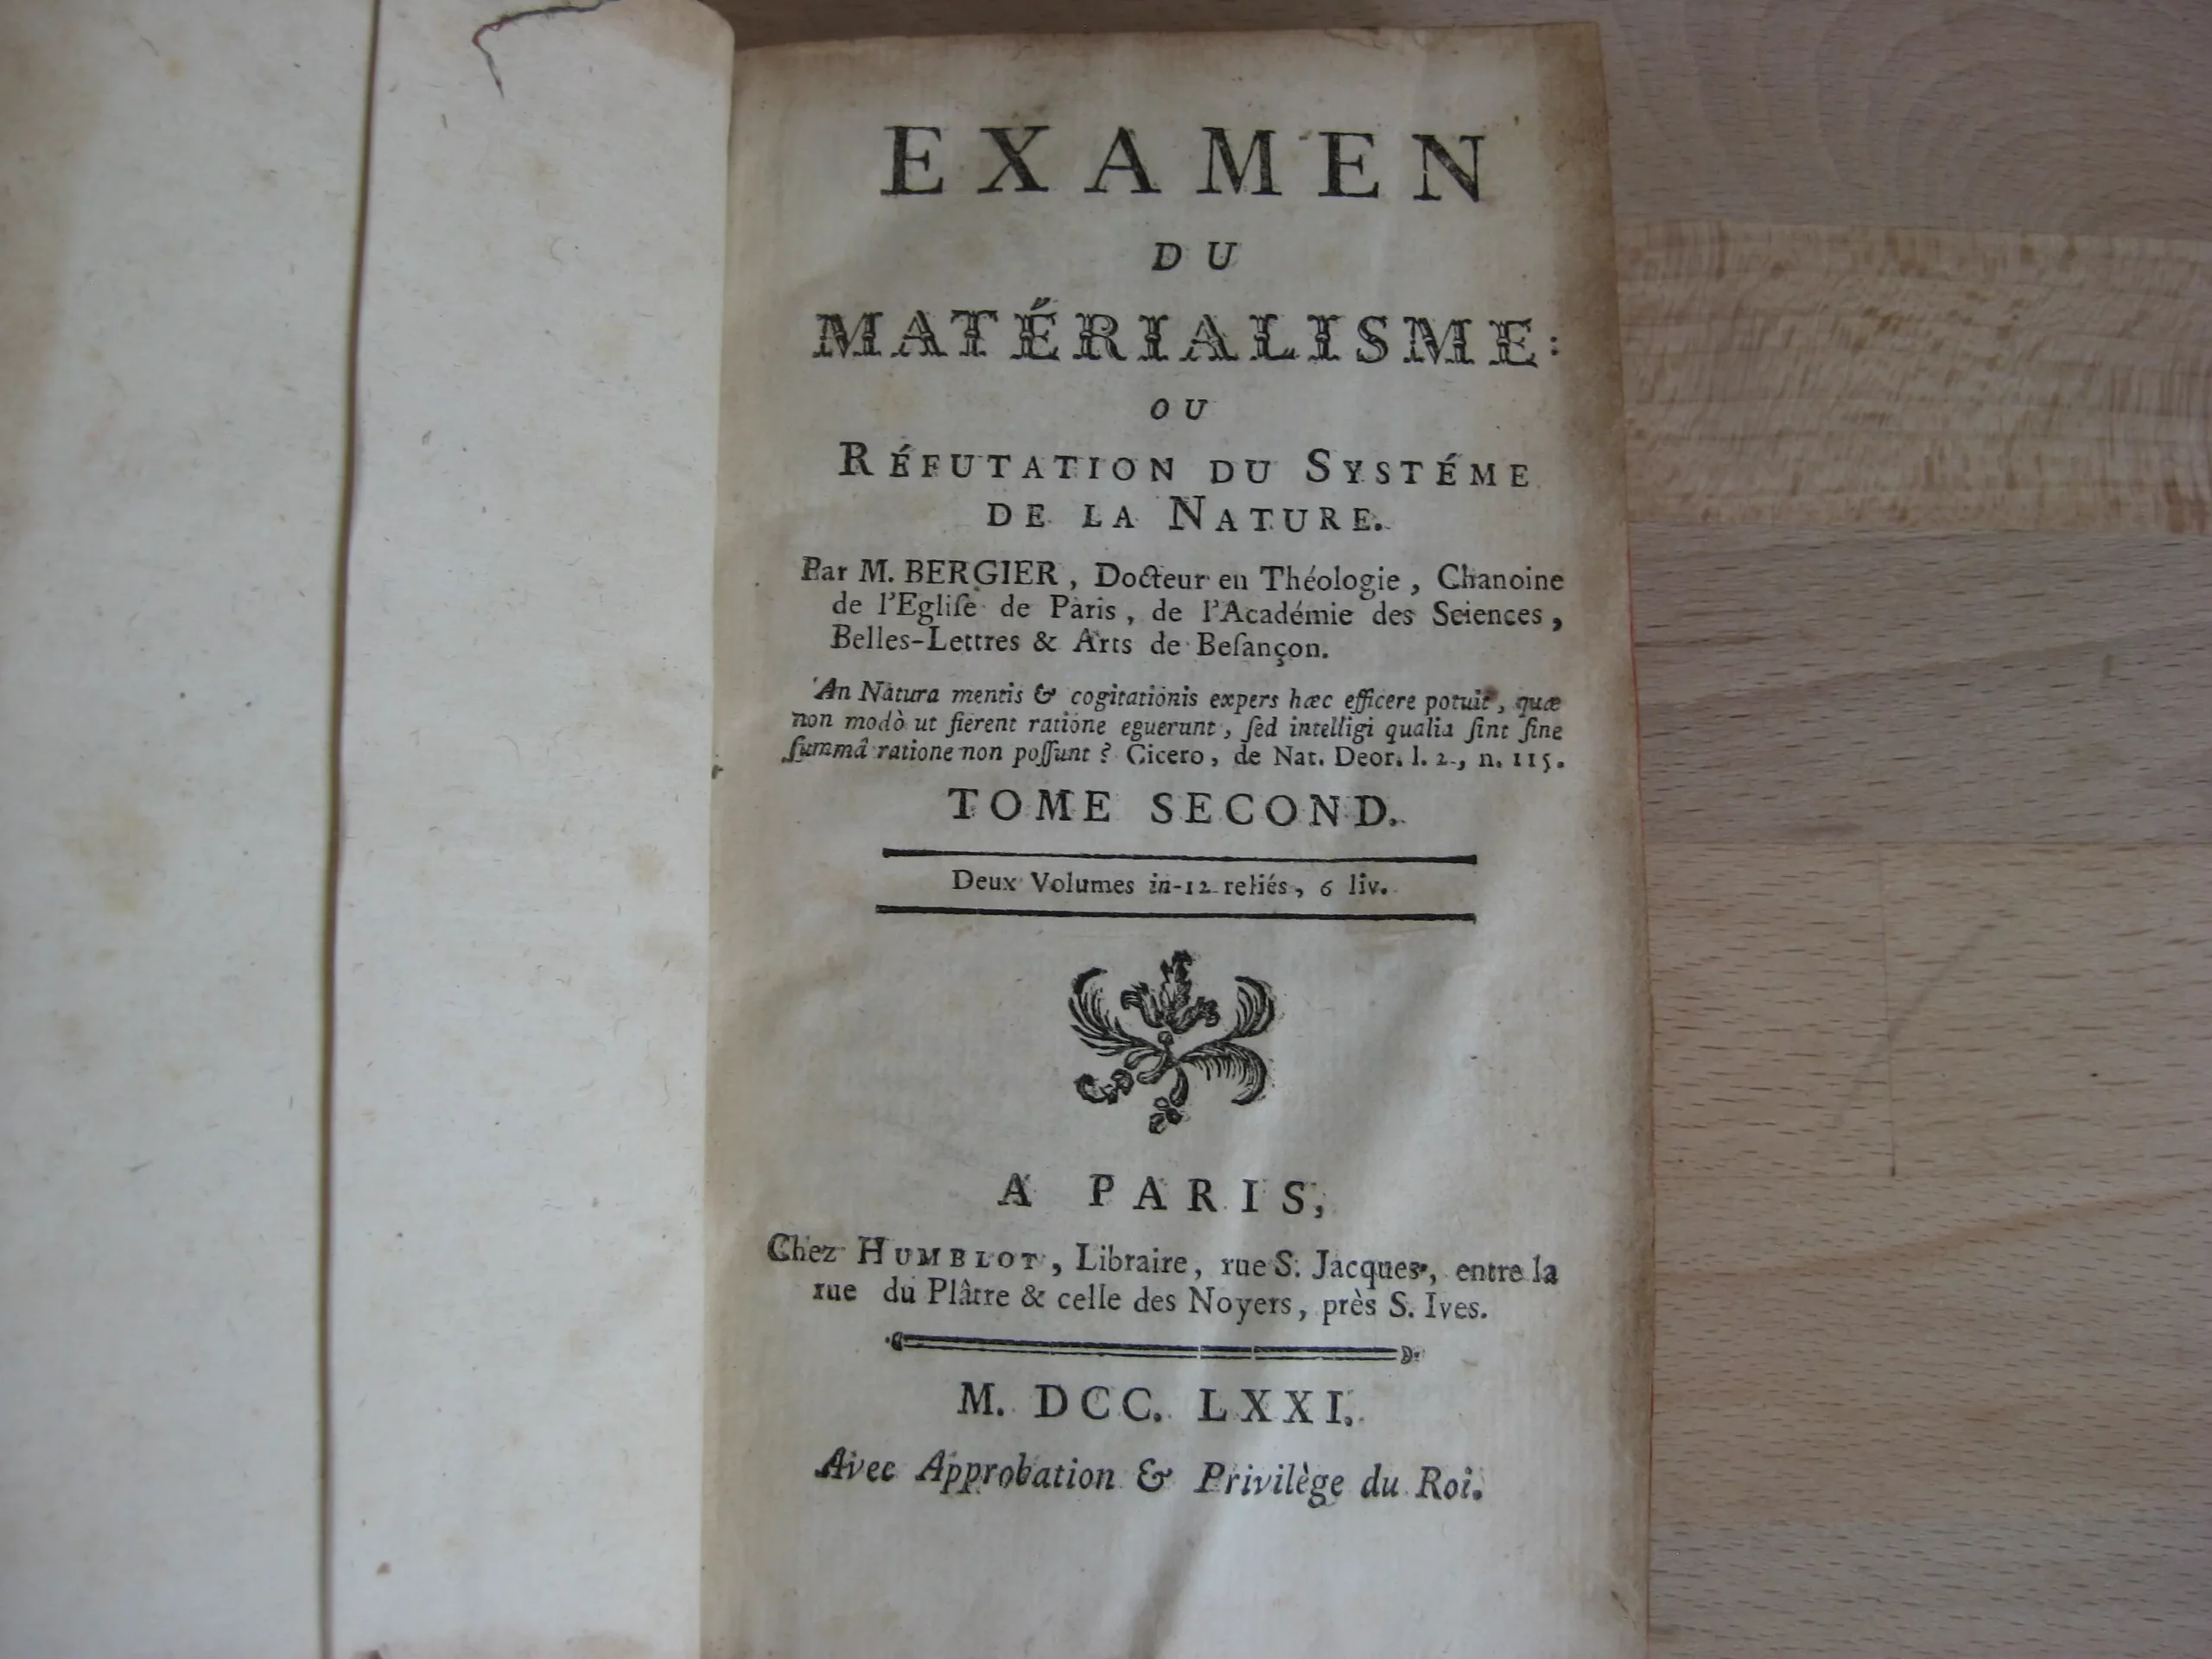 EXAMEN
DU
MATÉRIALISME:
OU
RÉFUTATION DU SYSTÉME
DE LA NATURE.
Par M. BERGIER, Docteur en Théologie, Chanoine
de l'Egliſe de Paris, de l'Académie des Sciences,
Belles-Lettres & Arts de Beſançon.
An Natura mentis & cogitationis expers hæc efficere potuit, quæ
non modò ut fierent ratione eguerunt, ſed intelligi qualia ſint ſine
ſummâ ratione non poſſunt? Cicero, de Nat. Deor. l. 2, n. 115.
TOME SECOND.
Deux Volumes in-12 reliés, 6 liv.
A PARIS,
Chez HUMBLOT, Libraire, rue S. Jacques, entre la
rue du Plâtre & celle des Noyers, près S. Ives.
M. DCC. LXXI.
Avec Approbation & Privilège du Roi.